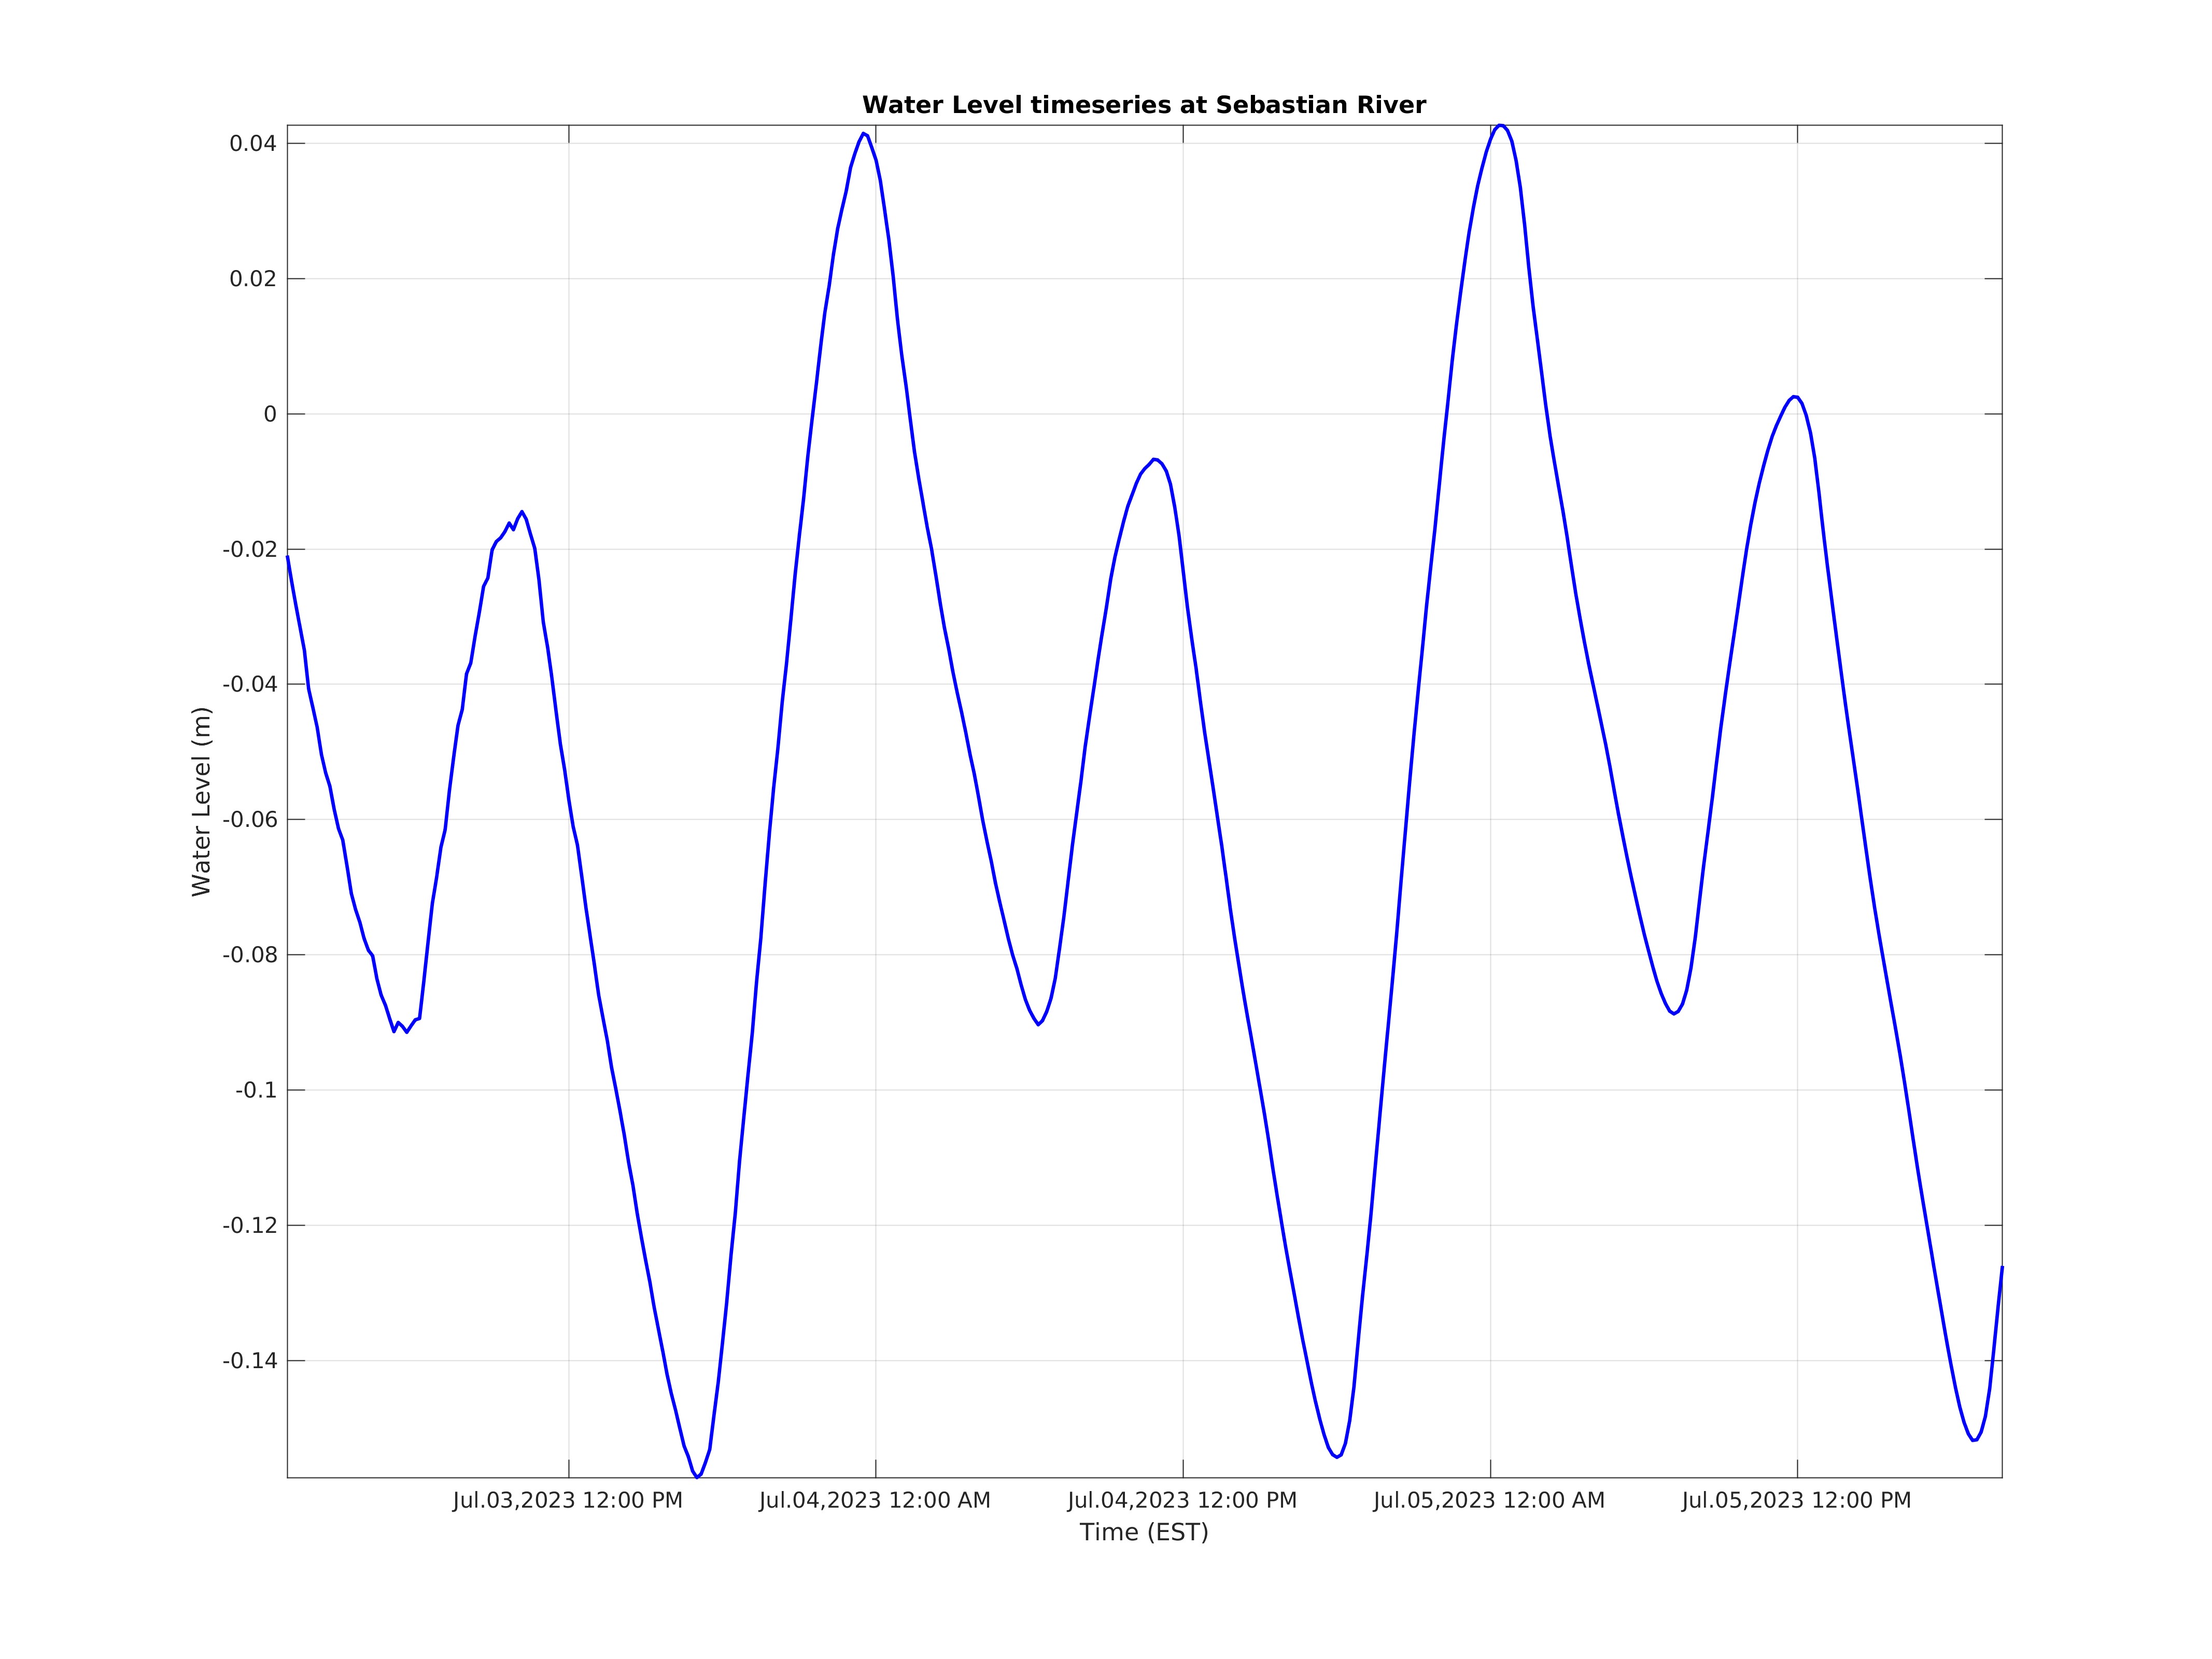 Water Level timeseries at Sebastian River
0.04
0.02
0
-0.02
-0.04
-0.06
-0.08
-0.1
-0.12
-0.14
Water Level (m)
Jul.03,2023 12:00 PM
Jul.04,2023 12:00 AM
Jul.04,2023 12:00 PM
Jul.05,2023 12:00 AM
Jul.05,2023 12:00 PM
Time (EST)